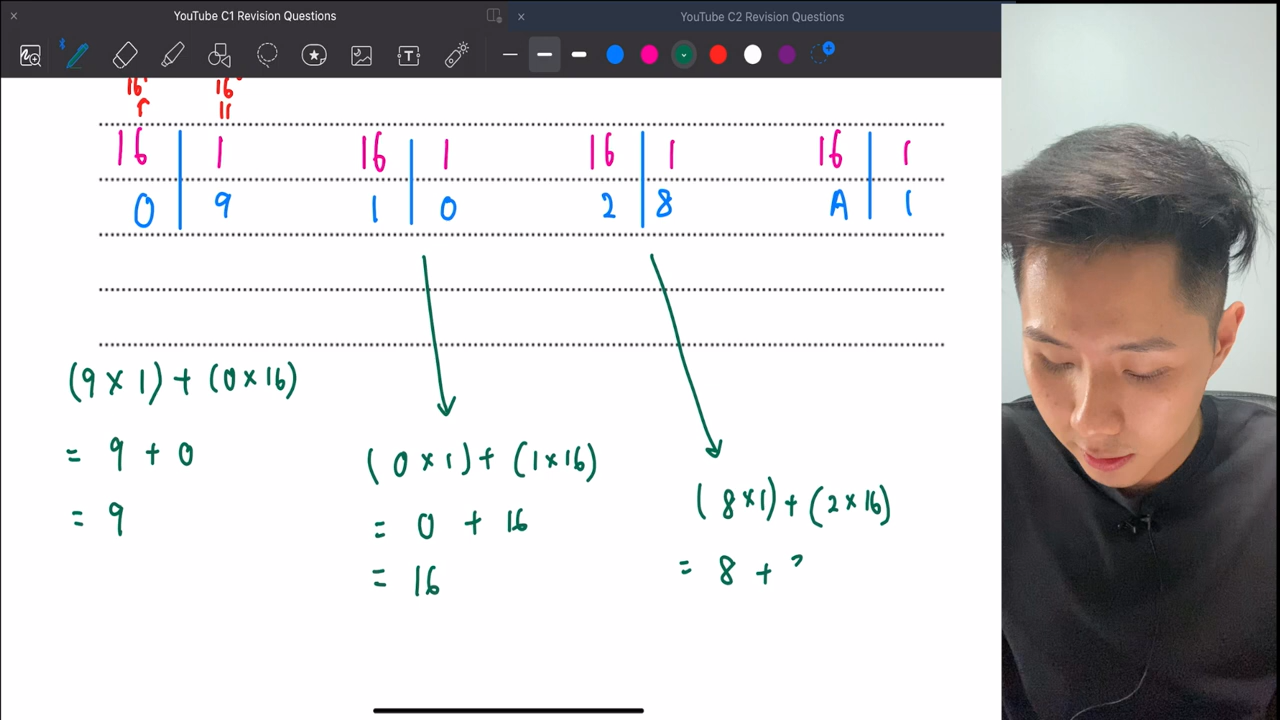 YouTube C1 Revision Questions
YouTube C2 Revision Questions
16 16
16 1 16 1 16 1 16 1
0 9 1 0 2 8 A 1
(9 × 1) + (0 × 16)
= 9 + 0
= 9
(0 × 1) + (1 × 16)
= 0 + 16
= 16
(8 × 1) + (2 × 16)
= 8 +